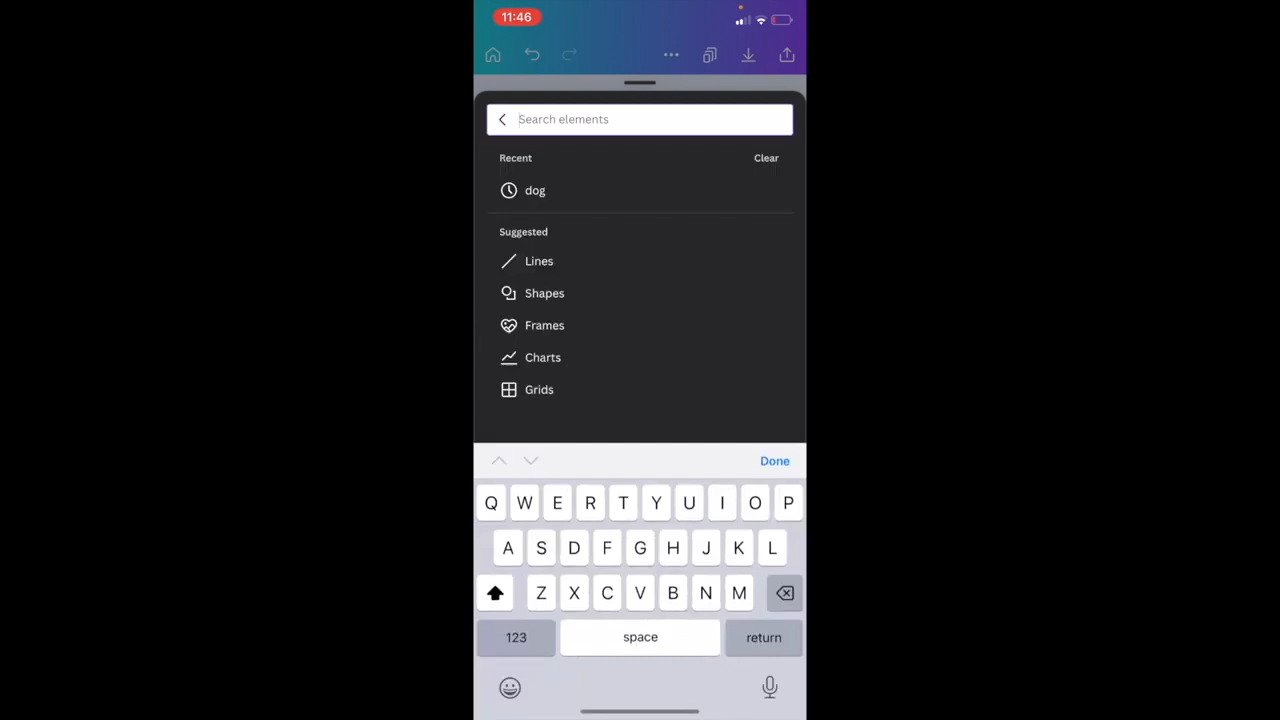 11:46
Search elements
Recent Clear
dog
Suggested
Lines
Shapes
Frames
Charts
Grids
Done
Q W E R T Y U I O P
A S D F G H J K L
Z X C V B N M
123 space return